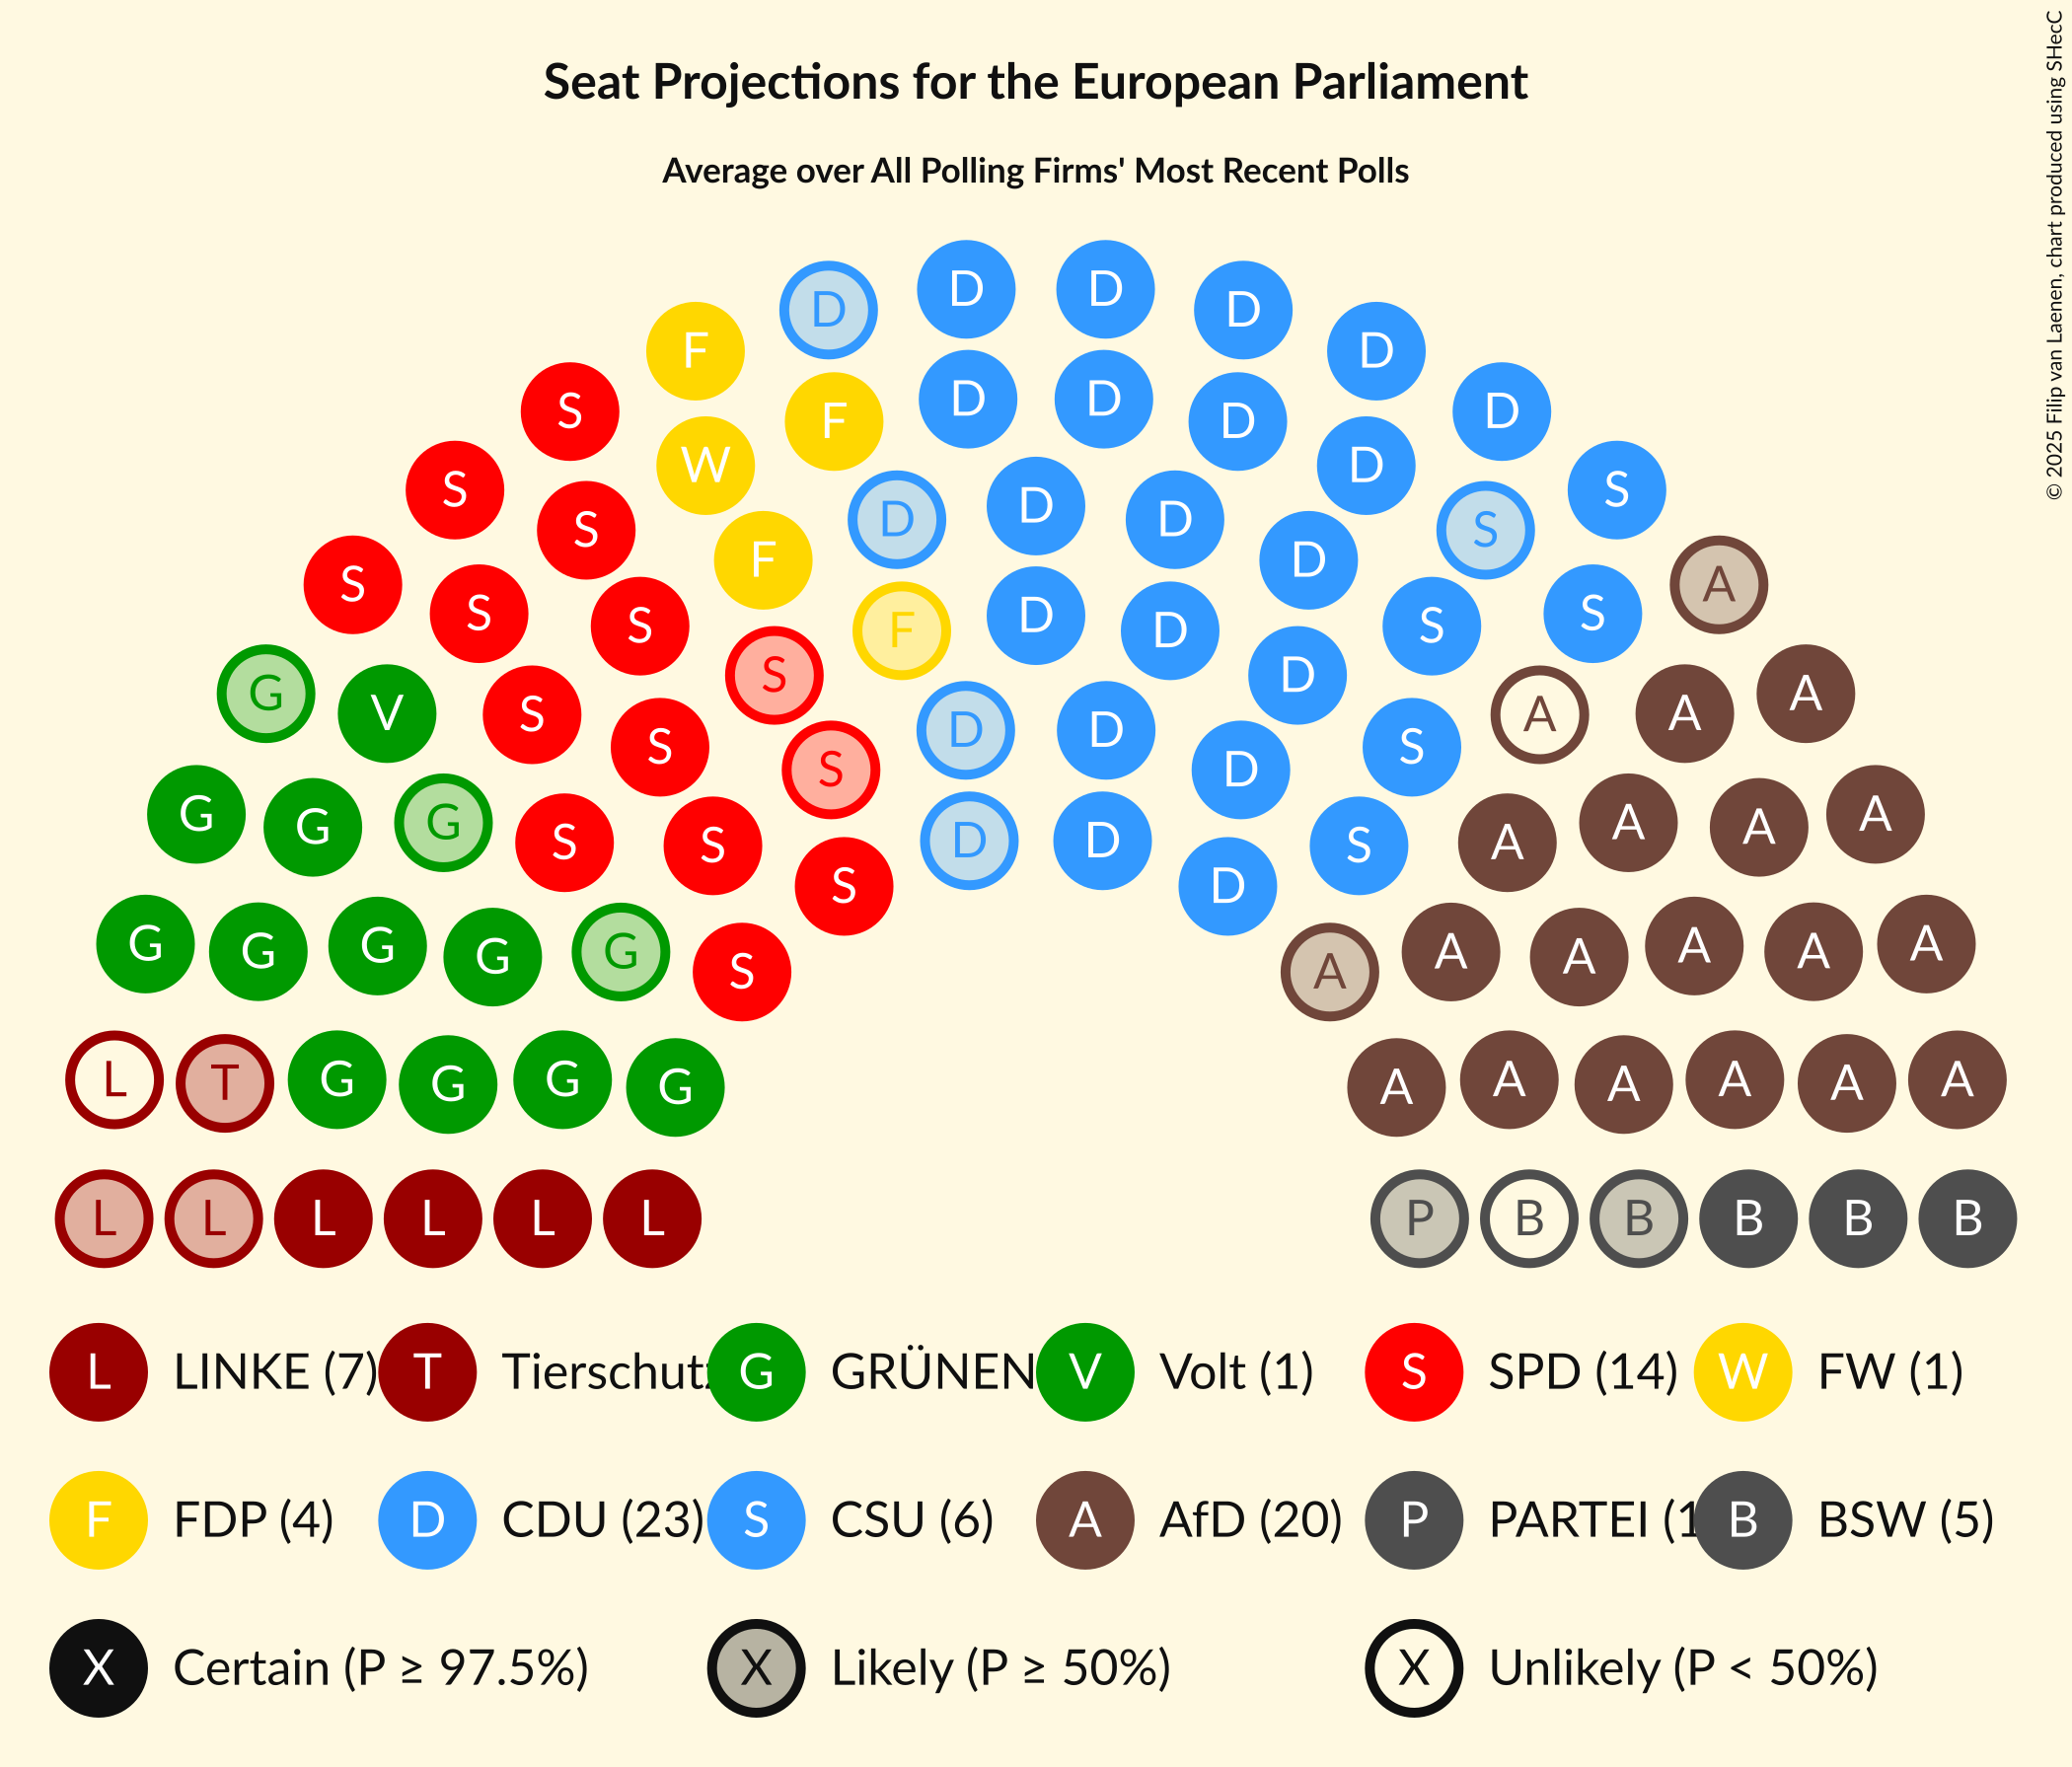 Seat Projections for the European Parliament
Average over All Polling Firms' Most Recent Polls
© 2025 Filip van Laenen, chart produced using SHecC
D D
D D
F D
D D
S D
F D
W D
S S
D
D D
S S
F D
S A
S S
D
S S
F D
S D
G A
V S A A
D D
S S
S D
G A
G G A A
S S D D S A
S D
G G G G G S A A A A A A
L T G G G G A A A A A A
L L L L L L P B B B B B
L LINKE (7) T Tierschutz G GRÜNEN V Volt (1) S SPD (14) W FW (1)
F FDP (4) D CDU (23) S CSU (6) A AfD (20) P PARTEI (1 B BSW (5)
X Certain (P ≥ 97.5%) X Likely (P ≥ 50%) X Unlikely (P < 50%)